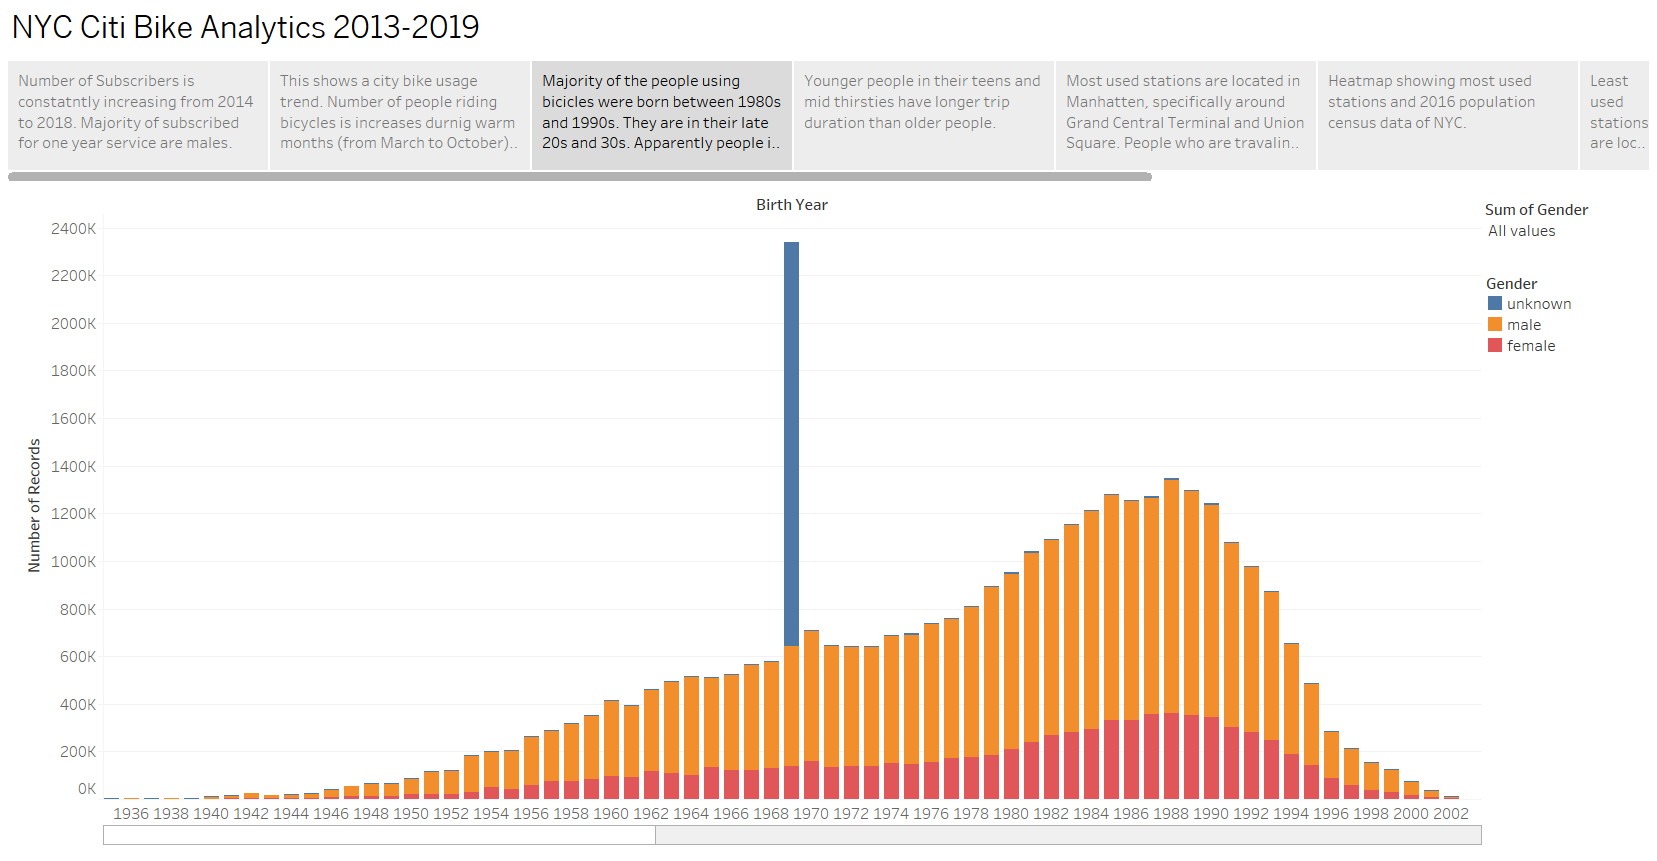 NYC Citi Bike Analytics 2013-2019
Number of Subscribers is
constatntly increasing from 2014
to 2018. Majority of subscribed
for one year service are males.
This shows a city bike usage
trend. Number of people riding
bicycles is increases durnig warm
months (from March to October)..
Majority of the people using
bicicles were born between 1980s
and 1990s. They are in their late
20s and 30s. Apparently people i..
Younger people in their teens and
mid thirsties have longer trip
duration than older people.
Most used stations are located in
Manhatten, specifically around
Grand Central Terminal and Union
Square. People who are travalin..
Heatmap showing most used
stations and 2016 population
census data of NYC.
Least
used
stations
are loc..
Birth Year
Sum of Gender
All values
Gender
unknown
male
female
Number of Records
2400K
2200K
2000K
1800K
1600K
1400K
1200K
1000K
800K
600K
400K
200K
0K
1936 1938 1940 1942 1944 1946 1948 1950 1952 1954 1956 1958 1960 1962 1964 1966 1968 1970 1972 1974 1976 1978 1980 1982 1984 1986 1988 1990 1992 1994 1996 1998 2000 2002